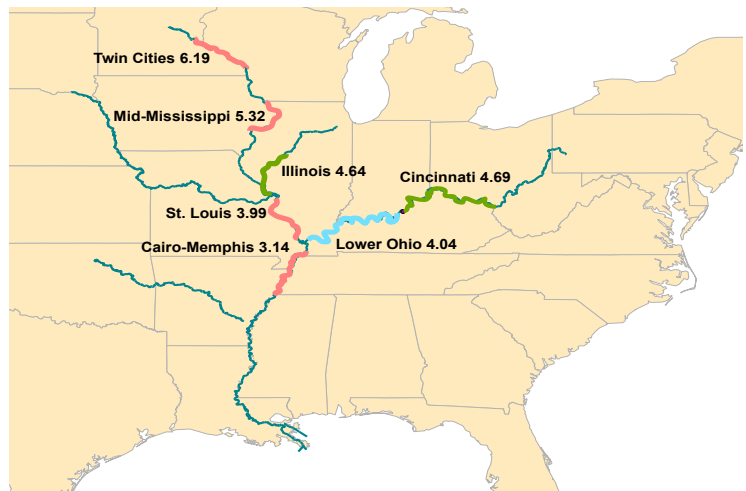 Twin Cities 6.19
Mid-Mississippi 5.32
Illinois 4.64
Cincinnati 4.69
St. Louis 3.99
Cairo-Memphis 3.14
Lower Ohio 4.04